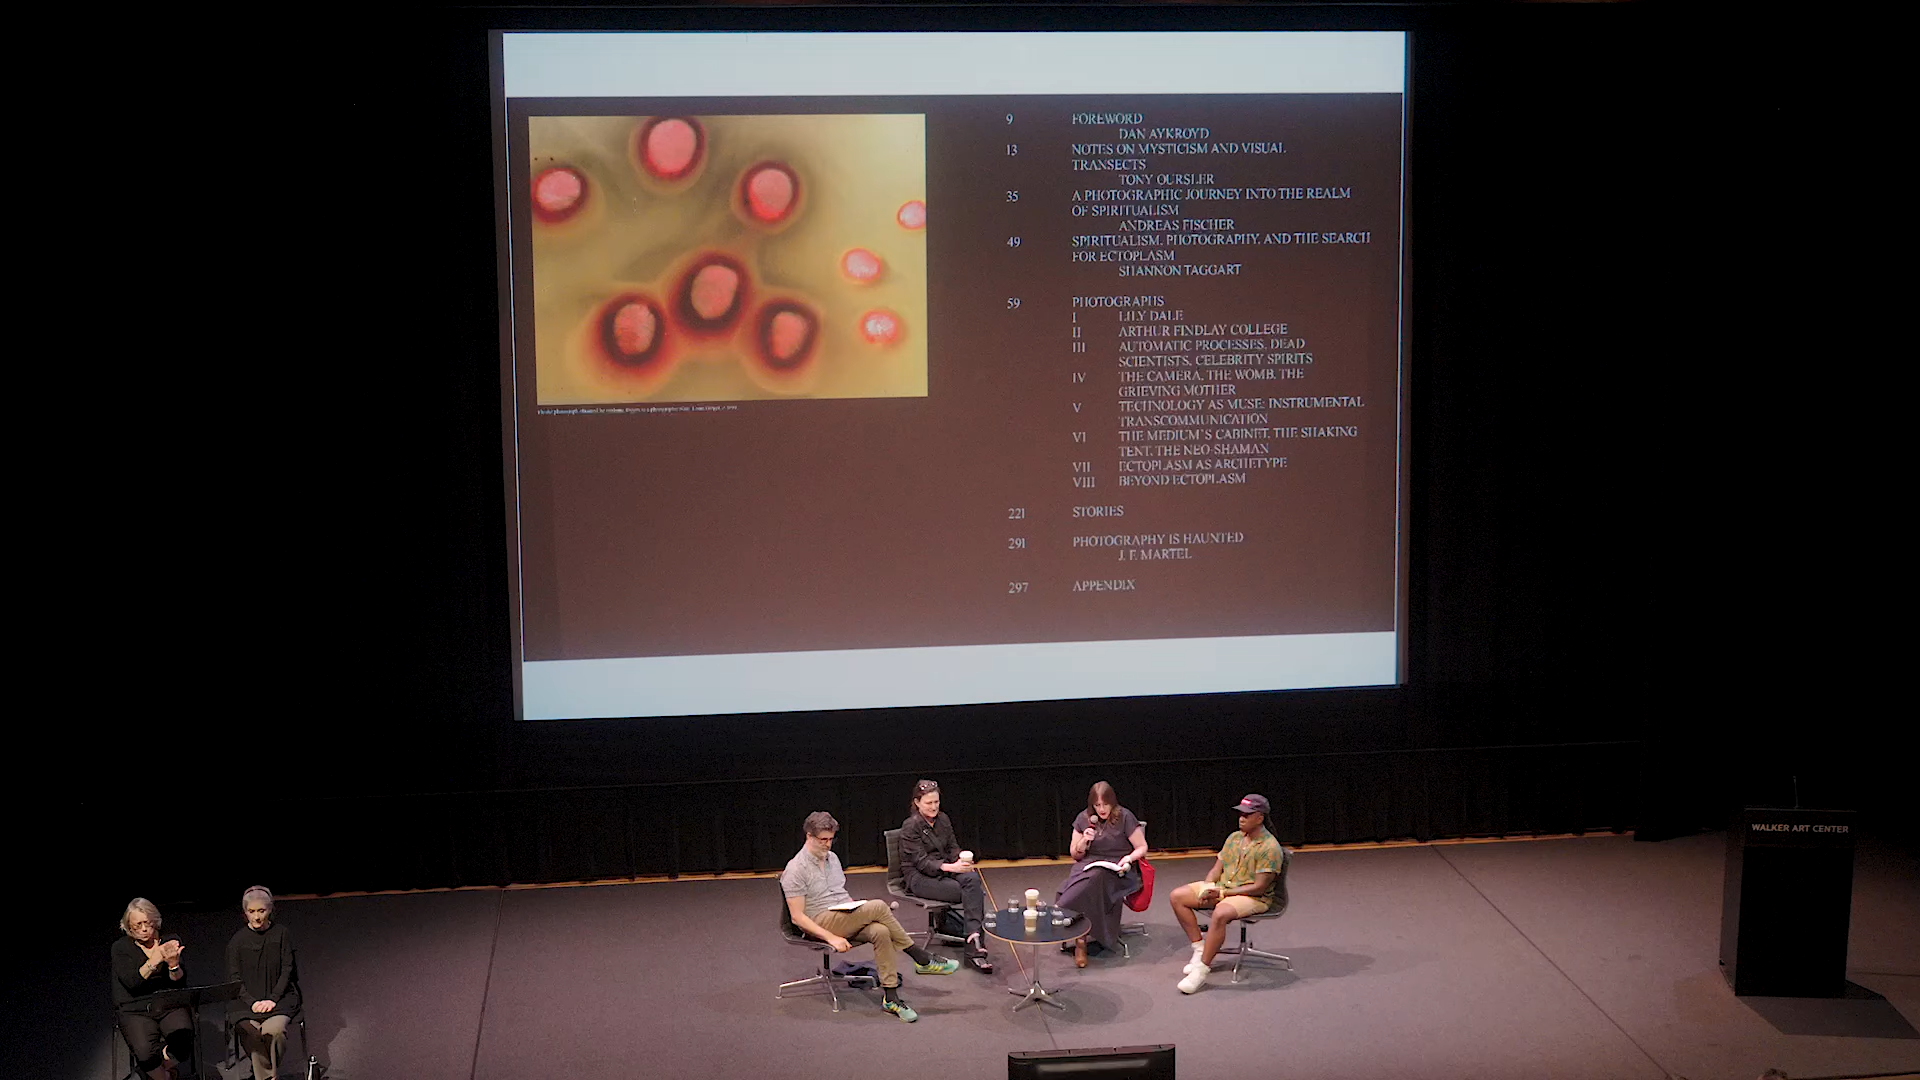 9 FOREWORD
DAN AYKROYD
13 NOTES ON MYSTICISM AND VISUAL
TRANSECTS
TONY OURSLER
35 A PHOTOGRAPHIC JOURNEY INTO THE REALM
OF SPIRITUALISM
ANDREAS FISCHER
49 SPIRITUALISM, PHOTOGRAPHY, AND THE SEARCH
FOR ECTOPLASM
SHANNON TAGGART
59 PHOTOGRAPHS
I LILY DALE
II ARTHUR FINDLAY COLLEGE
III AUTOMATIC PROCESSES, DEAD
SCIENTISTS, CELEBRITY SPIRITS
IV THE CAMERA, THE WOMB, THE
GRIEVING MOTHER
V TECHNOLOGY AS MUSE: INSTRUMENTAL
TRANSCOMMUNICATION
VI THE MEDIUM'S CABINET, THE SHAKING
TENT, THE NEO-SHAMAN
VII ECTOPLASM AS ARCHETYPE
VIII BEYOND ECTOPLASM
221 STORIES
291 PHOTOGRAPHY IS HAUNTED
J. F. MARTEL
297 APPENDIX
WALKER ART CENTER